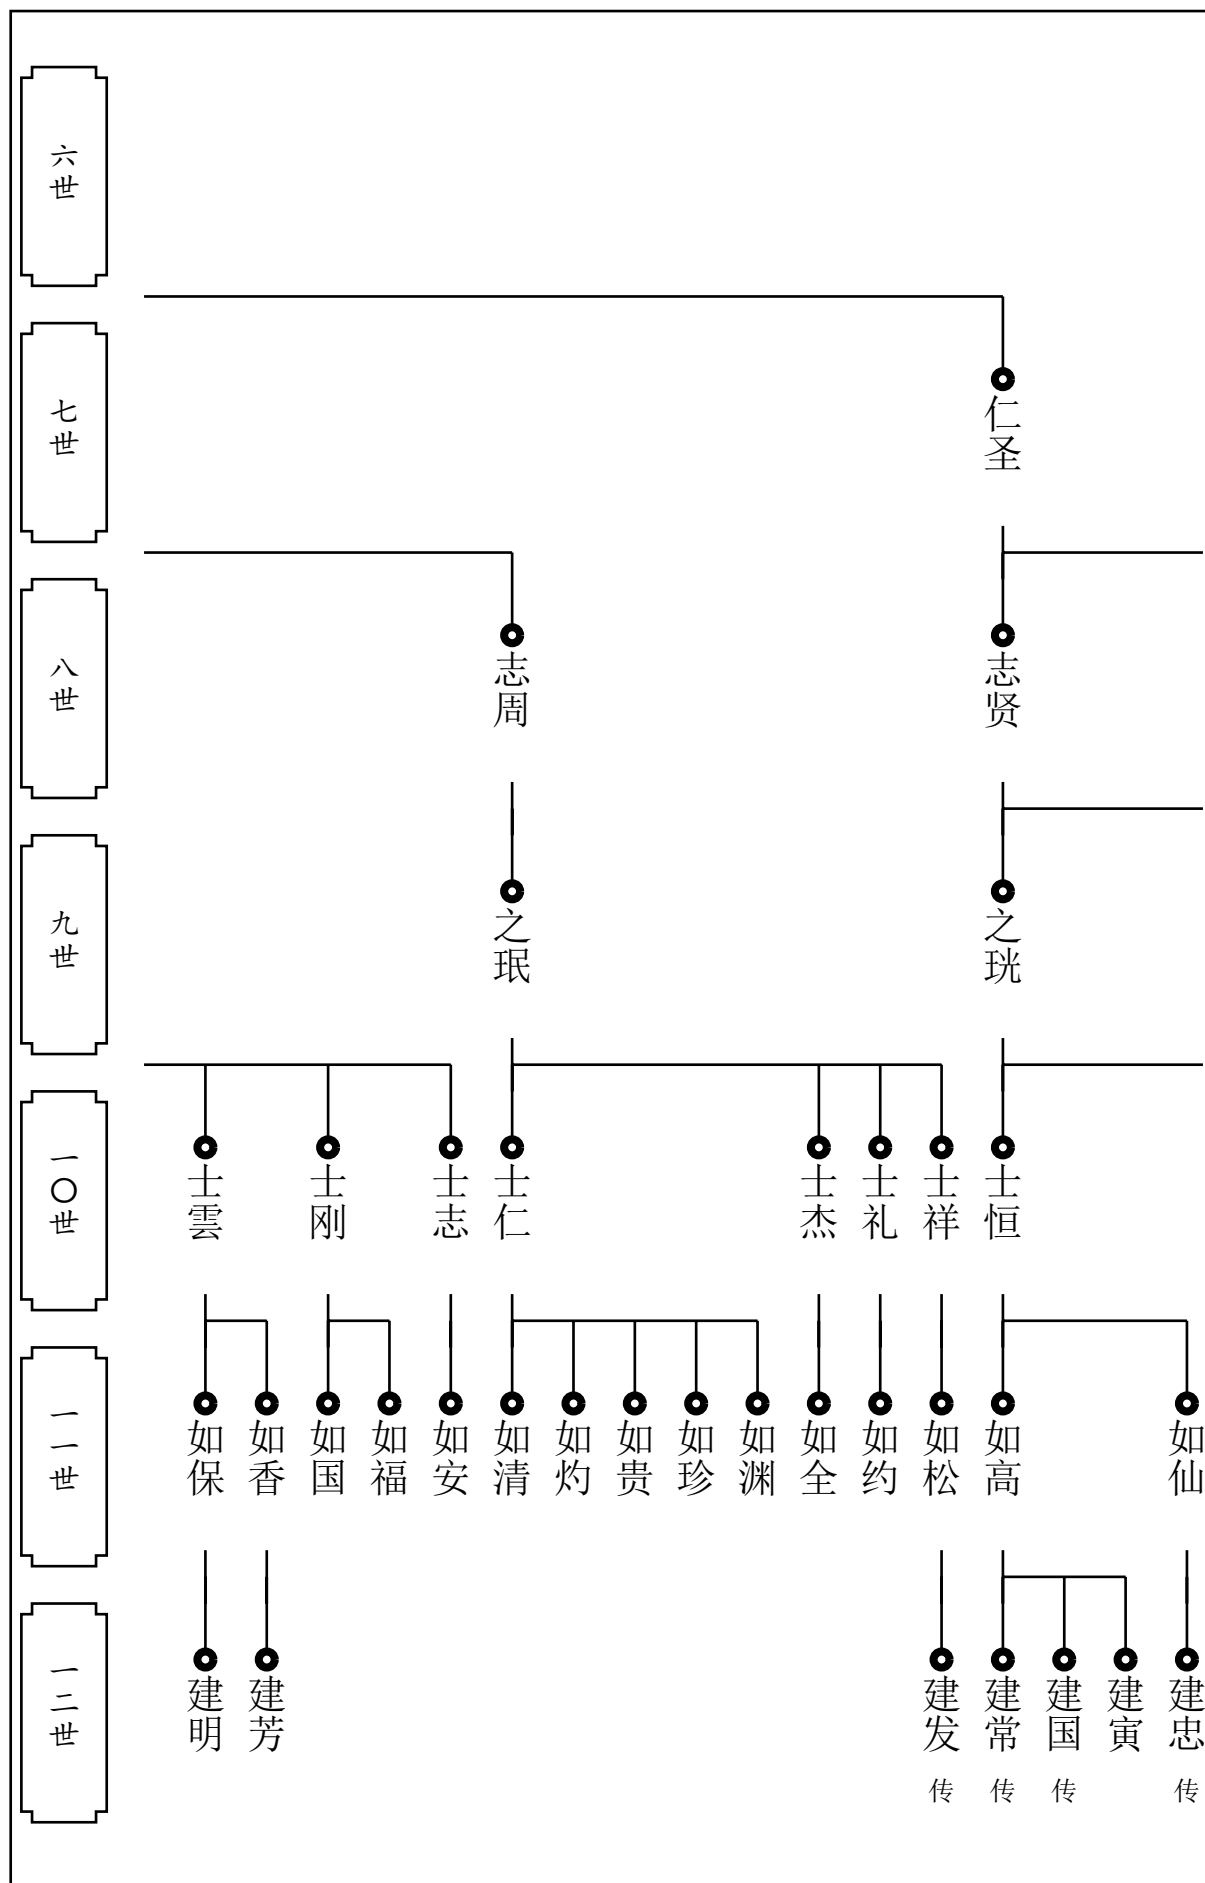 六世
七世
仁圣
八世
志周
志贤
九世
之珉
之珖
一〇世
士雲
士刚
士志
士仁
士杰
士礼
士祥
士恒
一一世
如保
如香
如国
如福
如安
如清
如灼
如贵
如珍
如渊
如全
如约
如松
如高
如仙
一二世
建明
建芳
建发
传
建常
传
建国
传
建寅
建忠
传